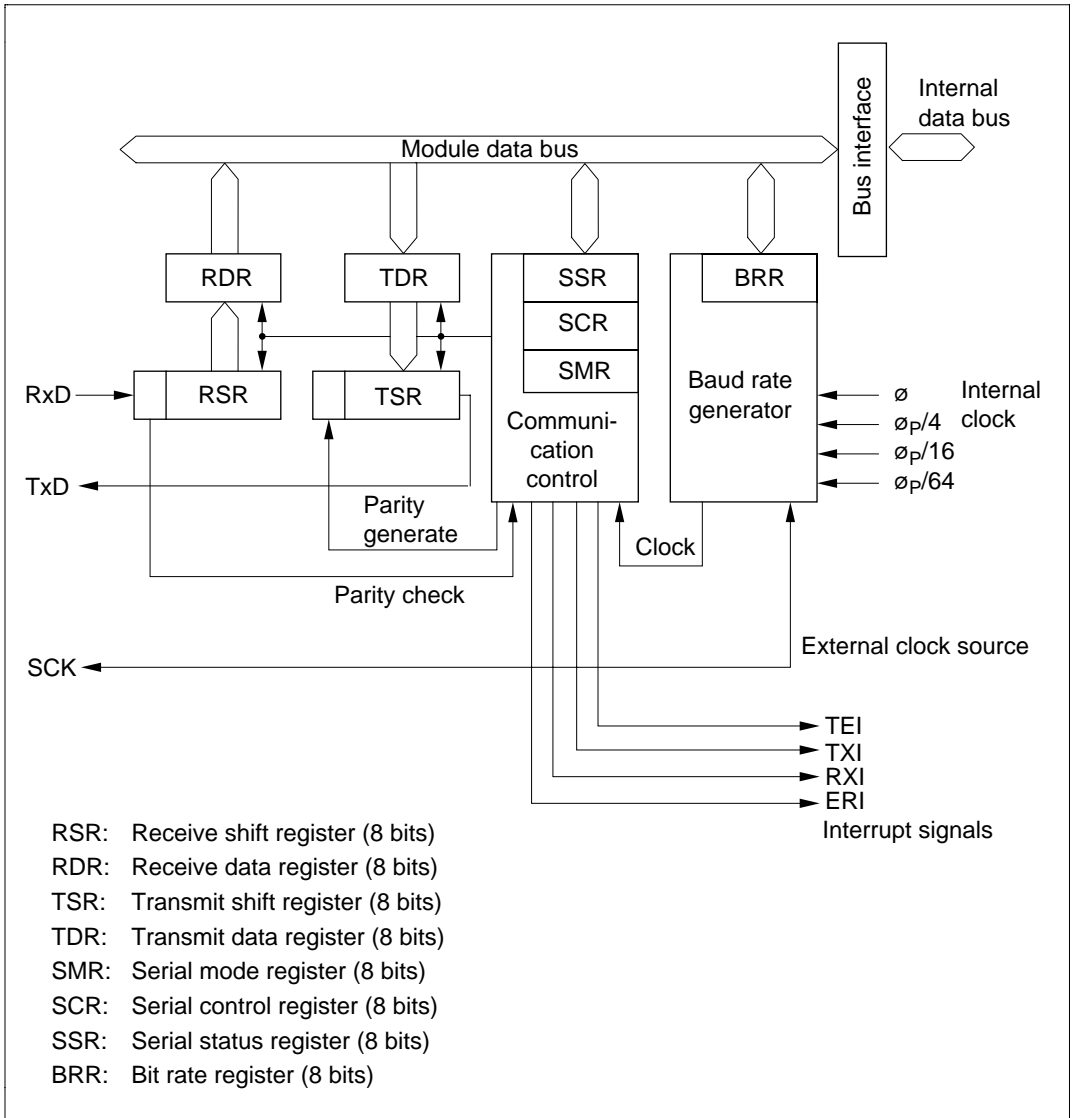 Internal
data bus
Bus interface
Module data bus
RDR
TDR
SSR
BRR
SCR
SMR
RxD
RSR
TSR
Baud rate
generator
ø
øP/4
øP/16
øP/64
Internal
clock
Communi-
cation
control
TxD
Parity
generate
Clock
Parity check
External clock source
SCK
TEI
TXI
RXI
ERI
Interrupt signals
RSR: Receive shift register (8 bits)
RDR: Receive data register (8 bits)
TSR: Transmit shift register (8 bits)
TDR: Transmit data register (8 bits)
SMR: Serial mode register (8 bits)
SCR: Serial control register (8 bits)
SSR: Serial status register (8 bits)
BRR: Bit rate register (8 bits)